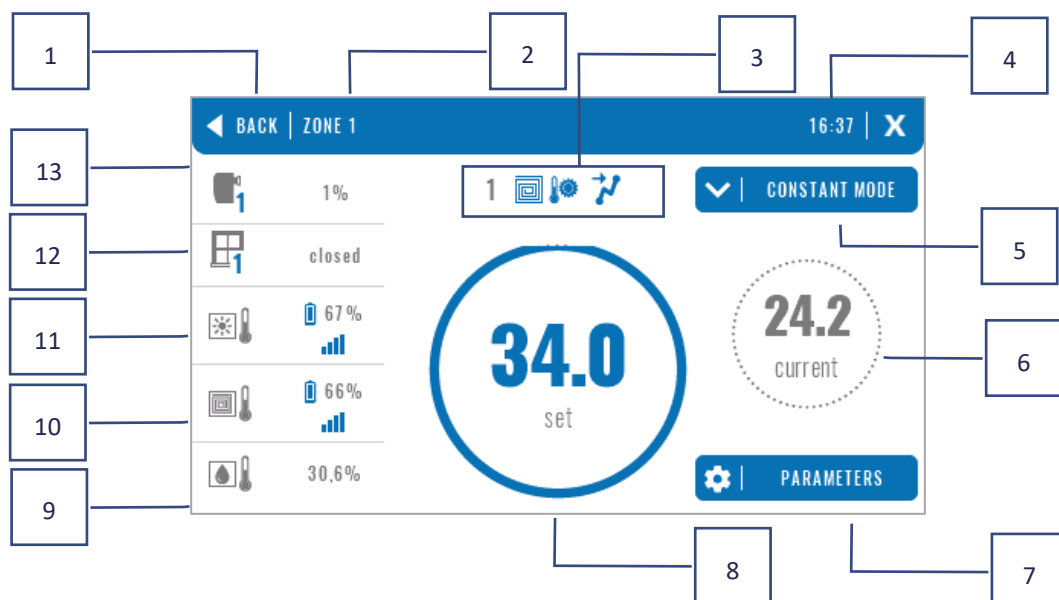 1
2
3
4
BACK
ZONE 1
16:37
X
13
1
1%
1
CONSTANT MODE
12
1
closed
5
11
67%
34.0
set
24.2
current
6
10
66%
9
30,6%
PARAMETERS
8
7